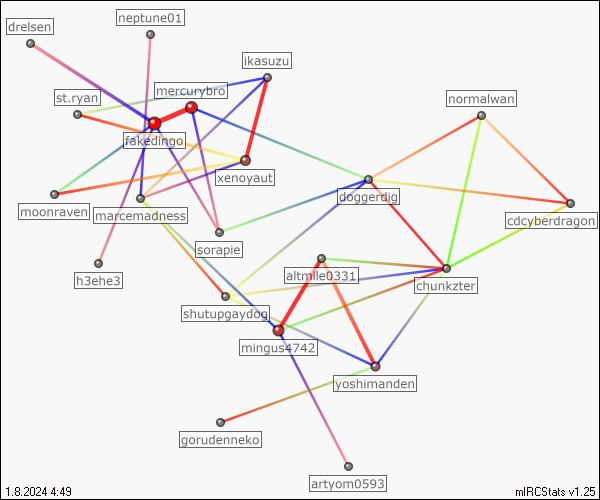 neptune01
drelsen
ikasuzu
mercurybro
st.ryan
normalwan
fakedingo
xenoyaut
doggerdig
moonraven
marcemadness
cdcyberdragon
sorapie
altmile0331
h3ehe3
chunkzter
shutupgaydog
mingus4742
yoshimanden
gorudenneko
artyom0593
1.8.2024 4:49
mIRCStats v1.25